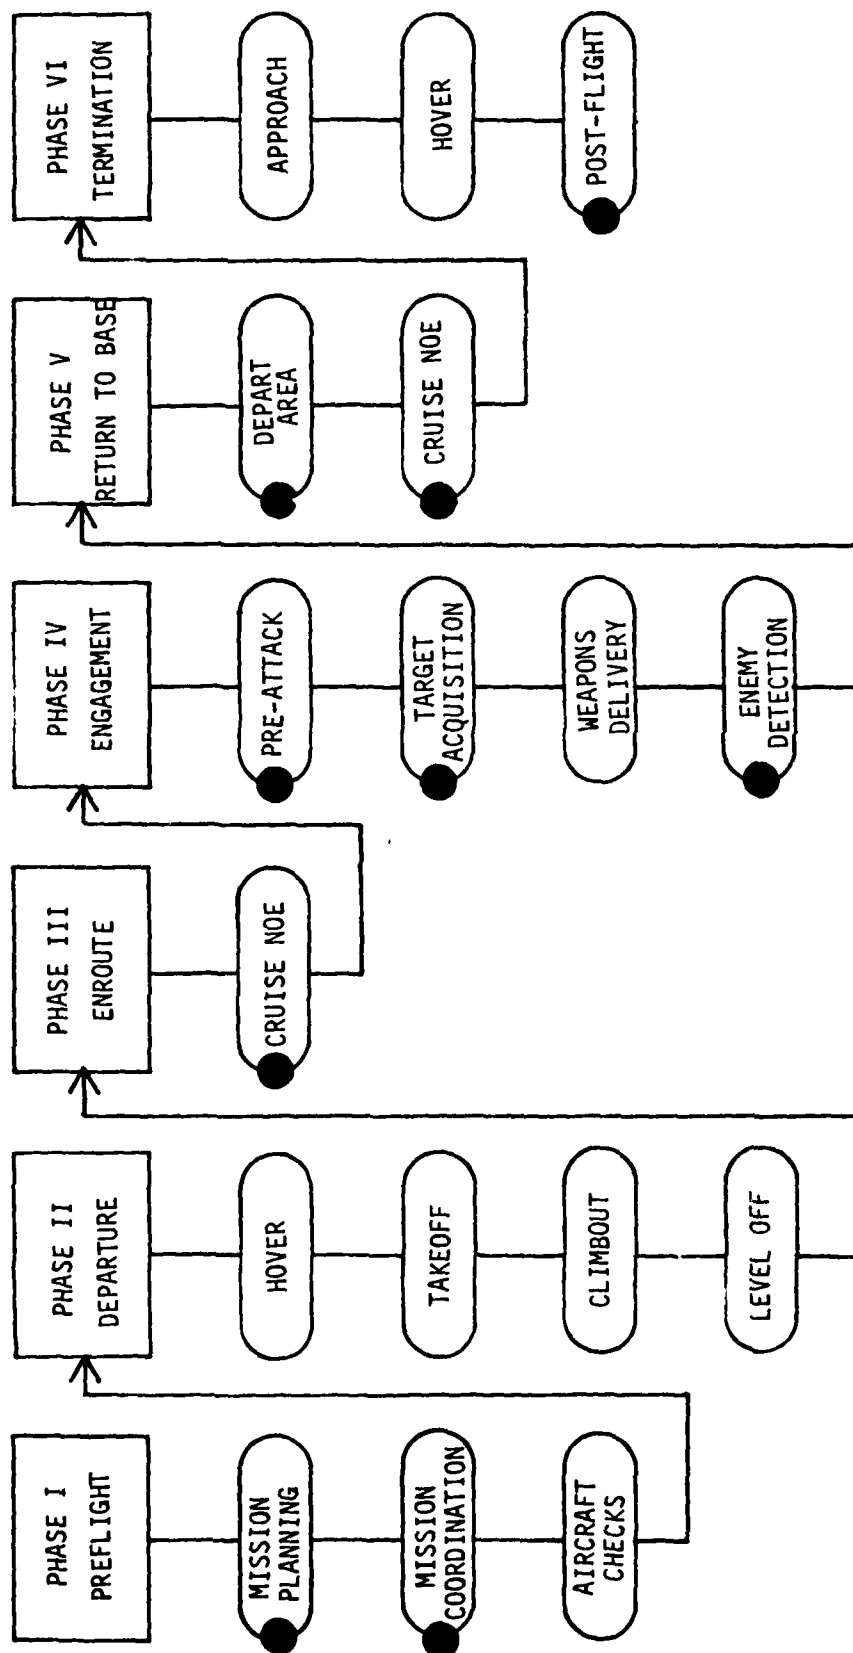 PHASE I
PREFLIGHT
MISSION
PLANNING
MISSION
COORDINATION
AIRCRAFT
CHECKS
PHASE II
DEPARTURE
HOVER
TAKEOFF
CLIMBOUT
LEVEL OFF
PHASE III
ENROUTE
CRUISE NOE
PHASE IV
ENGAGEMENT
PRE-ATTACK
TARGET
ACQUISITION
WEAPONS
DELIVERY
ENEMY
DETECTION
PHASE V
RETURN TO BASE
DEPART
AREA
CRUISE NOE
PHASE VI
TERMINATION
APPROACH
HOVER
POST-FLIGHT